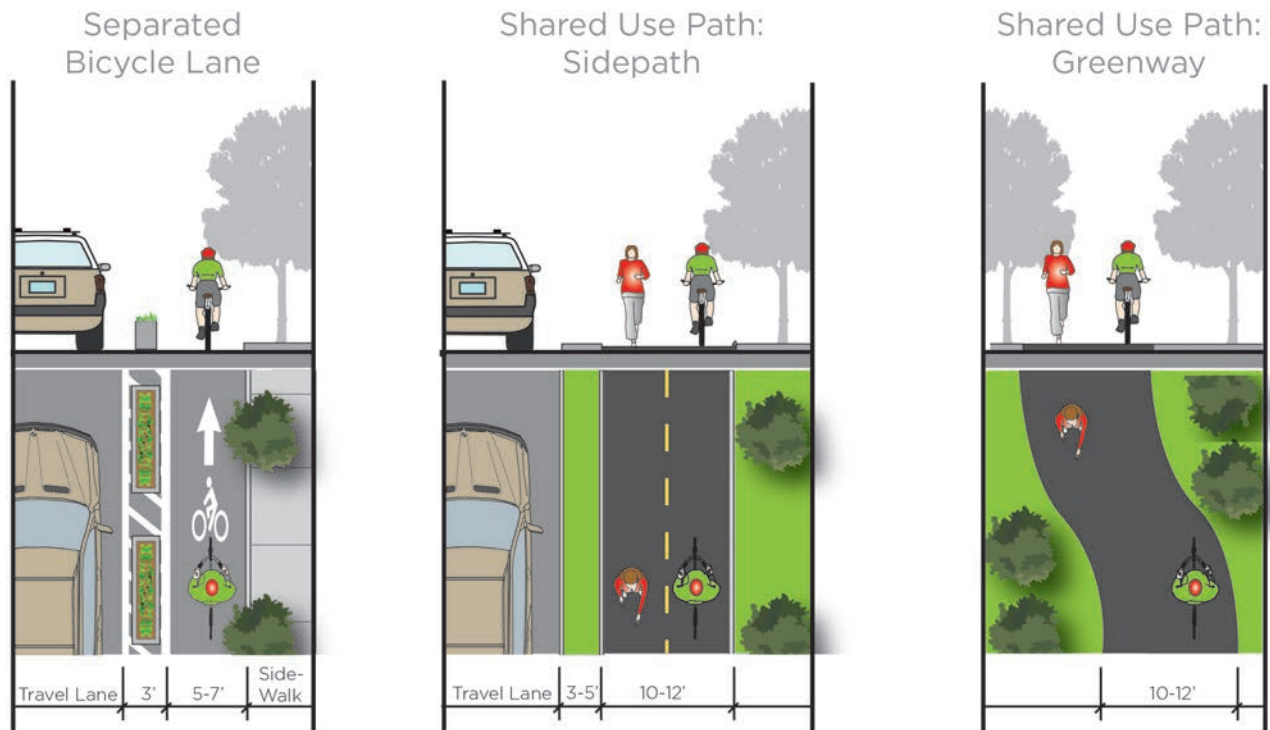 Separated
Bicycle Lane
Shared Use Path:
Sidepath
Shared Use Path:
Greenway
Travel Lane
3'
5-7'
Side-
Walk
Travel Lane
3-5'
10-12'
10-12'